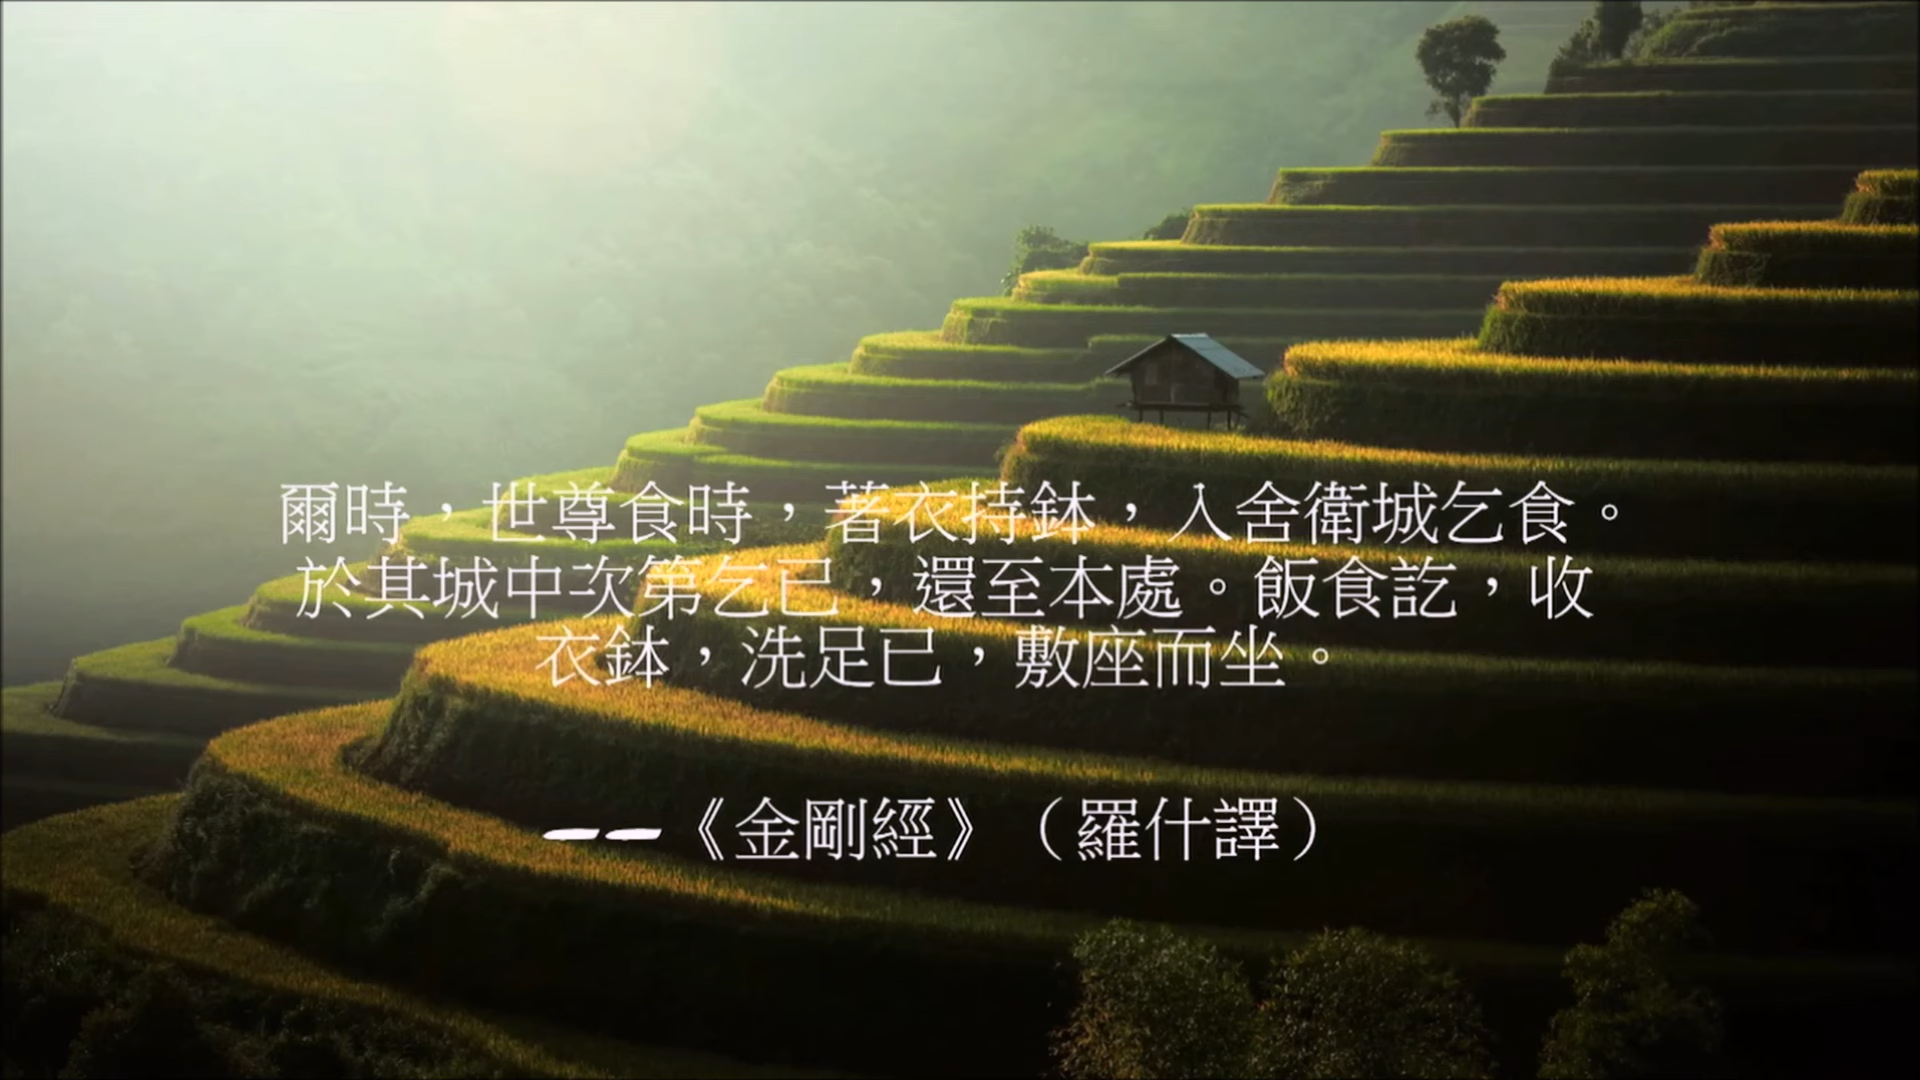 爾時，世尊食時，著衣持鉢，入舍衛城乞食。
於其城中次第乞已，還至本處。飯食訖，收
衣鉢，洗足已，敷座而坐。
--《金剛經》（羅什譯）